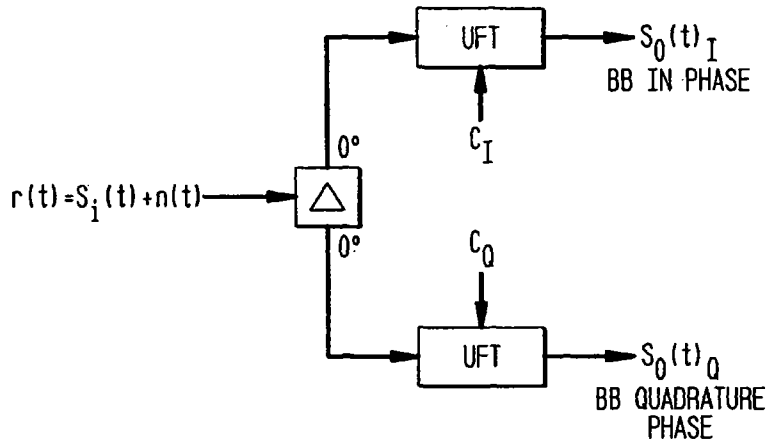 UFT
S0(t)I
BB IN PHASE
CI
0°
r(t)=Si(t)+n(t)
△
0°
CQ
UFT
S0(t)Q
BB QUADRATURE
PHASE